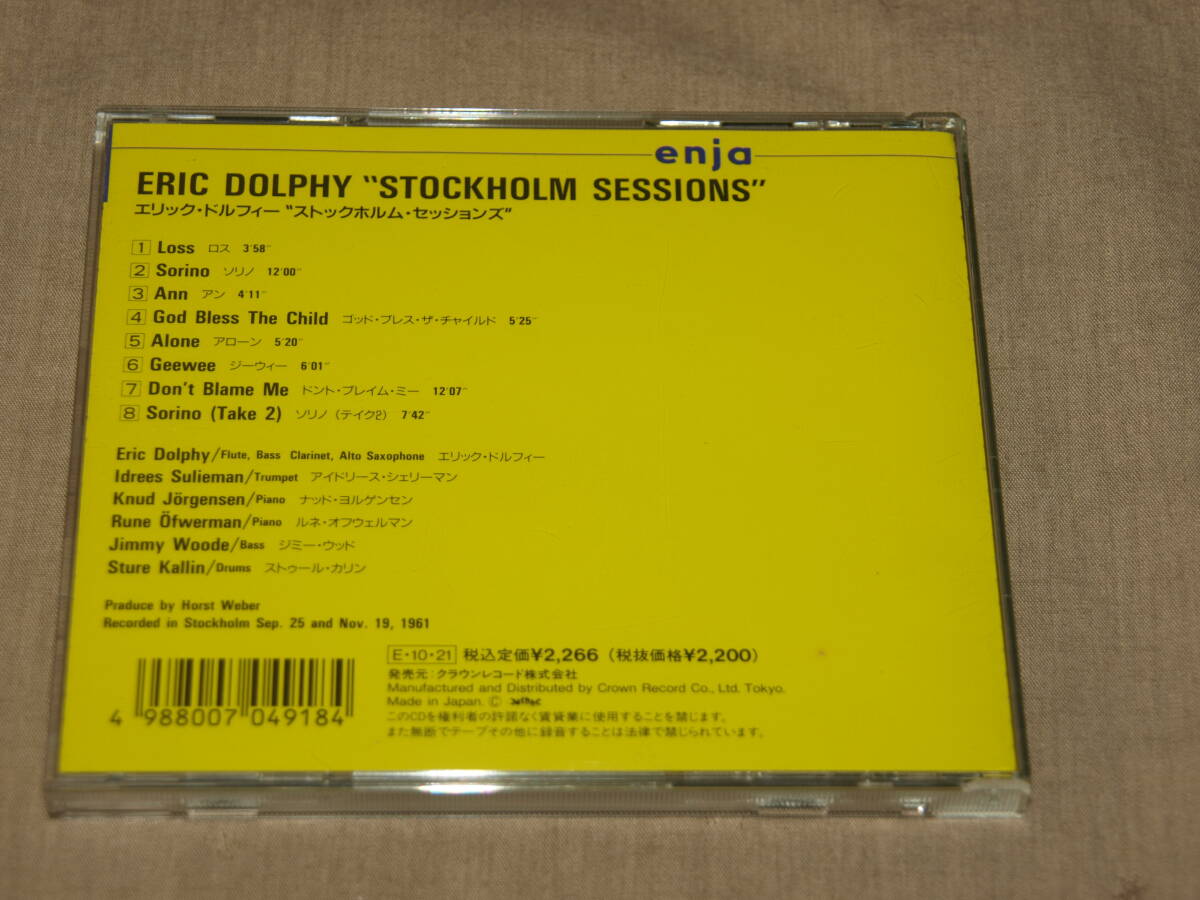 enja
ERIC DOLPHY "STOCKHOLM SESSIONS"
エリック・ドルフィー "ストックホルム・セッションズ"
1 Loss ロス 3'58"
2 Sorino ソリノ 12'00"
3 Ann アン 4'11"
4 God Bless The Child ゴッド・ブレス・ザ・チャイルド 5'25"
5 Alone アローン 5'20"
6 Geewee ジーウィー 6'01"
7 Don't Blame Me ドント・ブレイム・ミー 12'07"
8 Sorino (Take 2) ソリノ (テイク2) 7'42"
Eric Dolphy/Flute, Bass Clarinet, Alto Saxophone エリック・ドルフィー
Idrees Sulieman/Trumpet アイドリース・シェリーマン
Knud Jörgensen/Piano ナッド・ヨルゲンセン
Rune Öfwerman/Piano ルネ・オフウェルマン
Jimmy Woode/Bass ジミー・ウッド
Sture Kallin/Drums ストゥール・カリン
Praduce by Horst Weber
Recorded in Stockholm Sep. 25 and Nov. 19, 1961
E・10・21 税込定価¥2,266 (税抜価格¥2,200)
発売元:クラウンレコード株式会社
Manufactured and Distributed by Crown Record Co., Ltd. Tokyo.
Made in Japan. ©
このCDを権利者の許諾なく賃貸業に使用することを禁じます。
また無断でテープその他に録音することは法律で禁じられています。
4 988007 049184